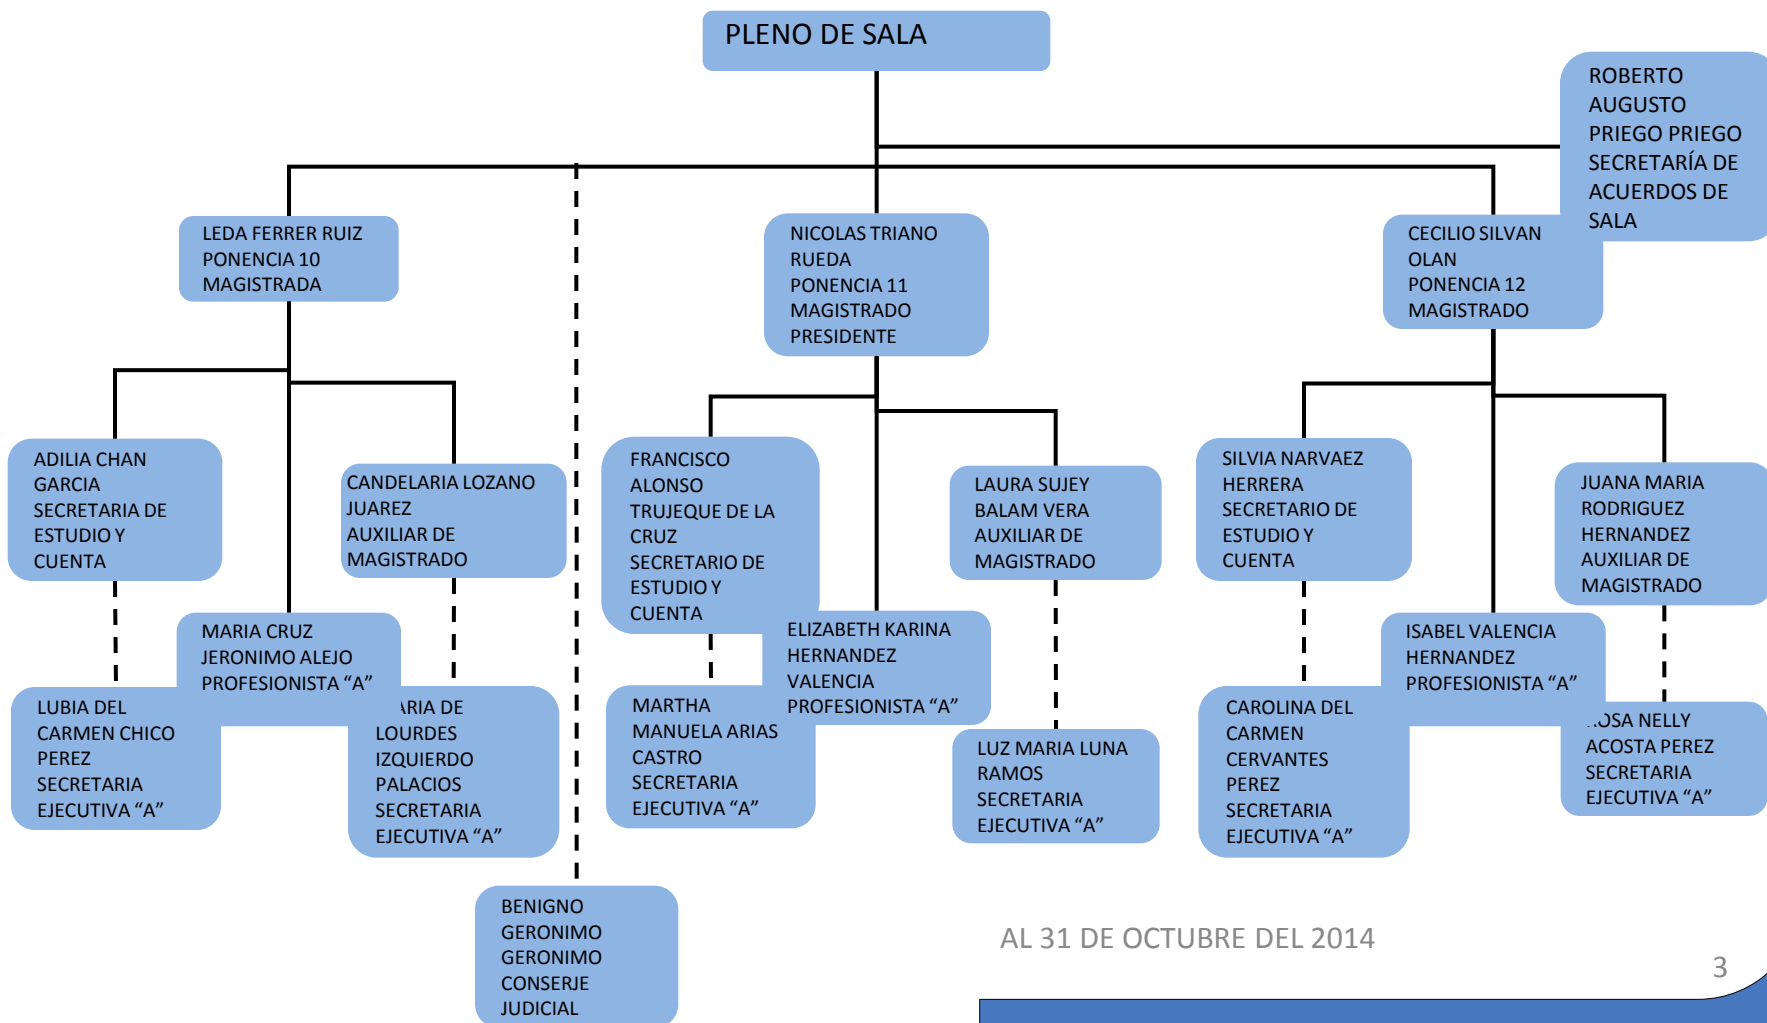 PLENO DE SALA
ROBERTO
AUGUSTO
PRIEGO PRIEGO
SECRETARÍA DE
ACUERDOS DE
SALA
LEDA FERRER RUIZ
PONENCIA 10
MAGISTRADA
NICOLAS TRIANO
RUEDA
PONENCIA 11
MAGISTRADO
PRESIDENTE
CECILIO SILVAN
OLAN
PONENCIA 12
MAGISTRADO
ADILIA CHAN
GARCIA
SECRETARIA DE
ESTUDIO Y
CUENTA
CANDELARIA LOZANO
JUAREZ
AUXILIAR DE
MAGISTRADO
FRANCISCO
ALONSO
TRUJEQUE DE LA
CRUZ
SECRETARIO DE
ESTUDIO Y
CUENTA
LAURA SUJEY
BALAM VERA
AUXILIAR DE
MAGISTRADO
SILVIA NARVAEZ
HERRERA
SECRETARIO DE
ESTUDIO Y
CUENTA
JUANA MARIA
RODRIGUEZ
HERNANDEZ
AUXILIAR DE
MAGISTRADO
MARIA CRUZ
JERONIMO ALEJO
PROFESIONISTA “A”
ELIZABETH KARINA
HERNANDEZ
VALENCIA
PROFESIONISTA “A”
ISABEL VALENCIA
HERNANDEZ
PROFESIONISTA “A”
LUBIA DEL
CARMEN CHICO
PEREZ
SECRETARIA
EJECUTIVA “A”
MARIA DE
LOURDES
IZQUIERDO
PALACIOS
SECRETARIA
EJECUTIVA “A”
MARTHA
MANUELA ARIAS
CASTRO
SECRETARIA
EJECUTIVA “A”
LUZ MARIA LUNA
RAMOS
SECRETARIA
EJECUTIVA “A”
CAROLINA DEL
CARMEN
CERVANTES
PEREZ
SECRETARIA
EJECUTIVA “A”
ROSA NELLY
ACOSTA PEREZ
SECRETARIA
EJECUTIVA “A”
BENIGNO
GERONIMO
GERONIMO
CONSERJE
JUDICIAL
AL 31 DE OCTUBRE DEL 2014
3